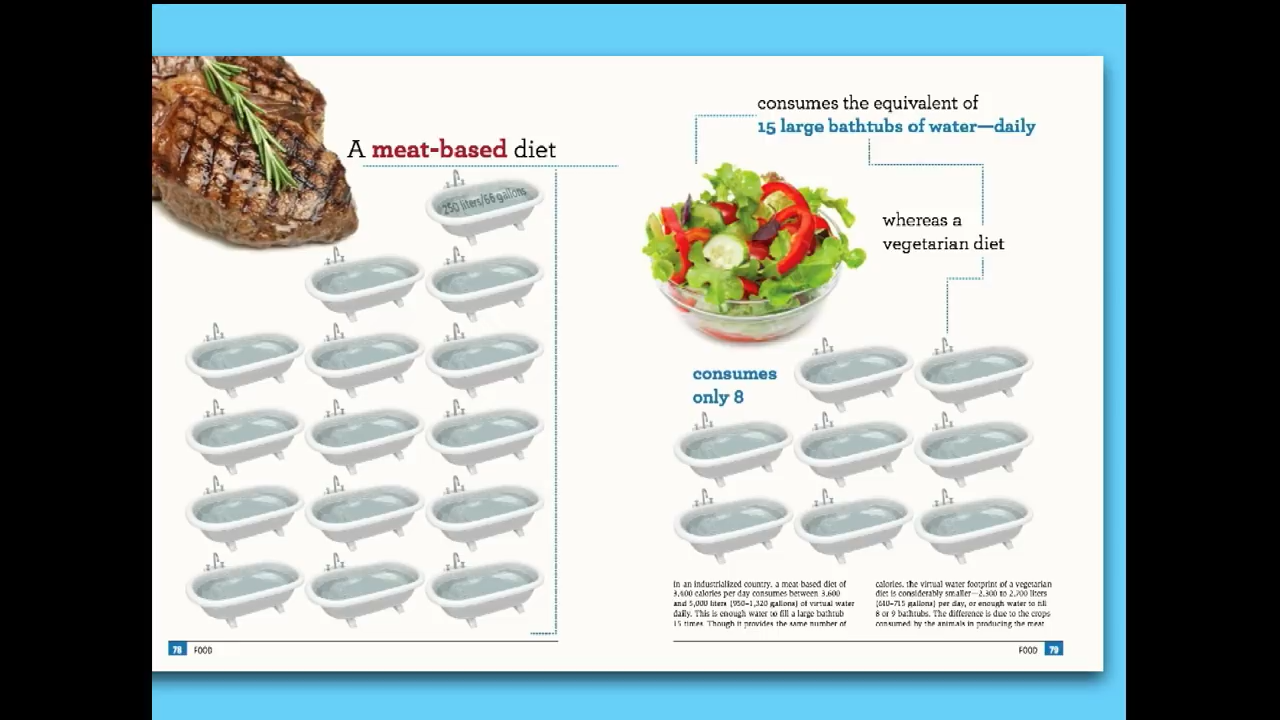 A meat-based diet
250 liters/66 gallons
consumes the equivalent of
15 large bathtubs of water—daily
whereas a
vegetarian diet
consumes
only 8
In an industrialized country, a meat based diet of
3,400 calories per day consumes between 3,600
and 5,000 liters (950–1,320 gallons) of virtual water
daily. This is enough water to fill a large bathtub
15 times. Though it provides the same number of
calories, the virtual water footprint of a vegetarian
diet is considerably smaller—2,300 to 2,700 liters
(610–715 gallons) per day, or enough water to fill
8 or 9 bathtubs. The difference is due to the crops
consumed by the animals in producing the meat
78 FOOD
FOOD 79